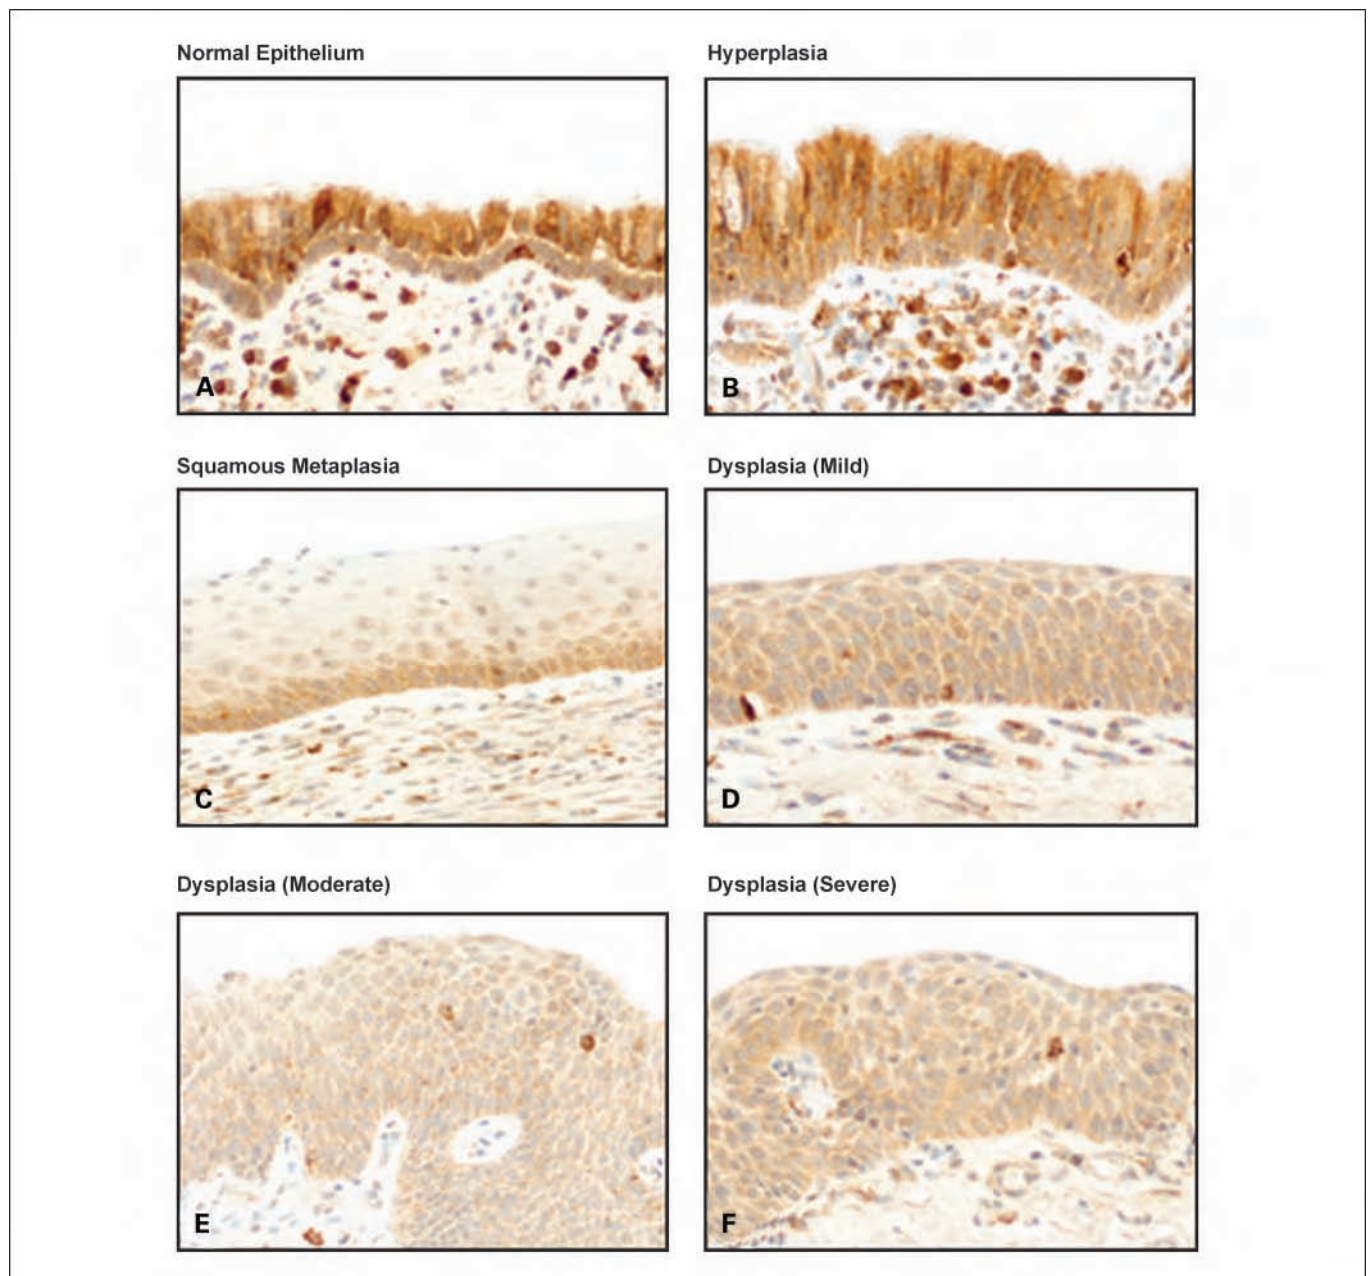 Normal Epithelium
Hyperplasia
A
B
Squamous Metaplasia
Dysplasia (Mild)
C
D
Dysplasia (Moderate)
Dysplasia (Severe)
E
F